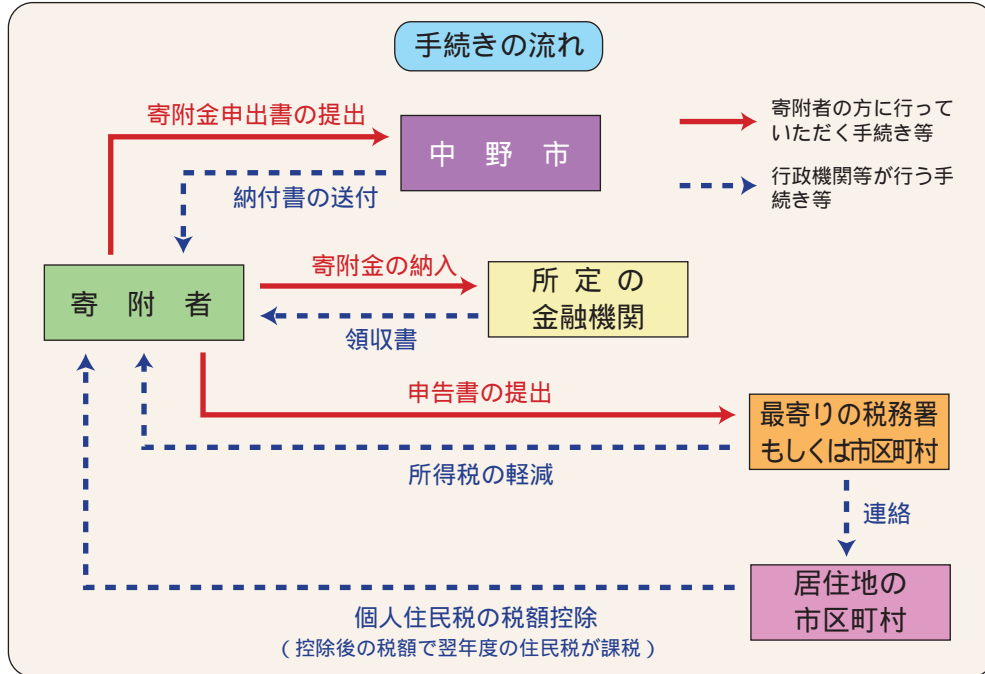 手続きの流れ
寄附金申出書の提出
中野市
寄附者の方に行って
いただく手続き等
納付書の送付
行政機関等が行う手
続き等
寄附者
寄附金の納入
所定の
金融機関
領収書
申告書の提出
最寄りの税務署
もしくは市区町村
所得税の軽減
連絡
居住地の
市区町村
個人住民税の税額控除
(控除後の税額で翌年度の住民税が課税)